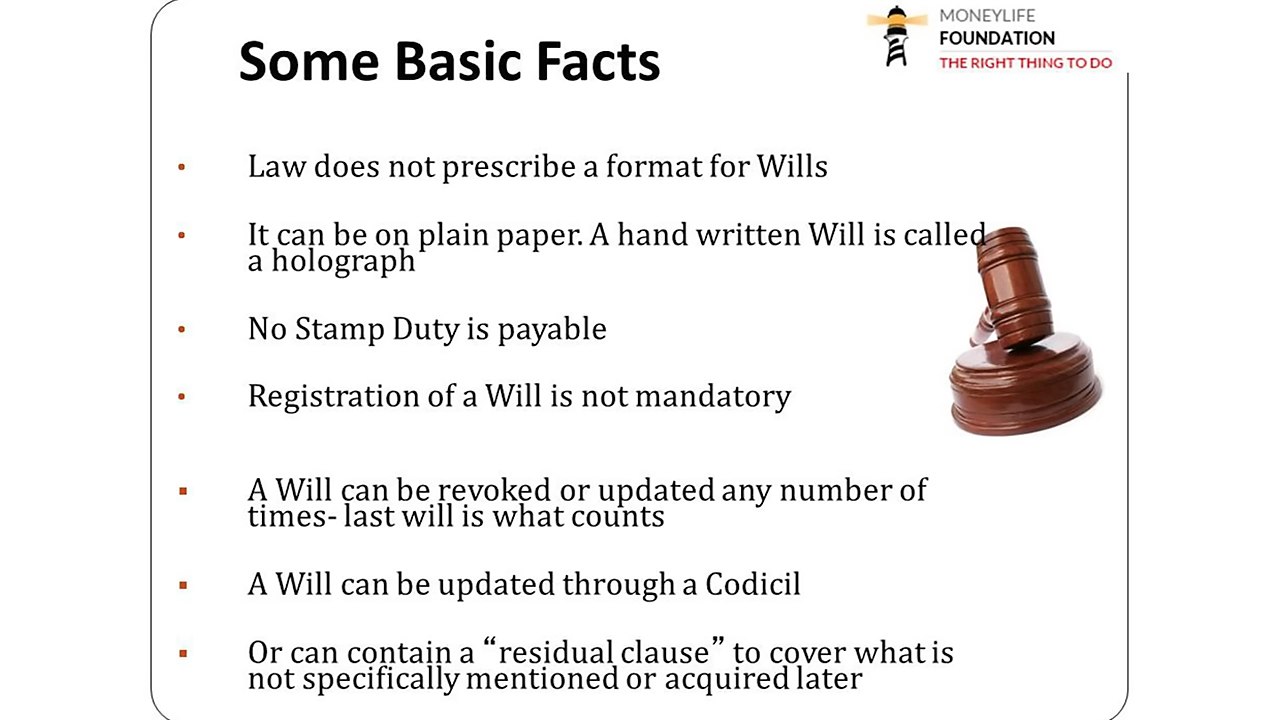 Some Basic Facts
MONEYLIFE
FOUNDATION
THE RIGHT THING TO DO
Law does not prescribe a format for Wills
It can be on plain paper. A hand written Will is called
a holograph
No Stamp Duty is payable
Registration of a Will is not mandatory
A Will can be revoked or updated any number of
times- last will is what counts
A Will can be updated through a Codicil
Or can contain a “residual clause” to cover what is
not specifically mentioned or acquired later